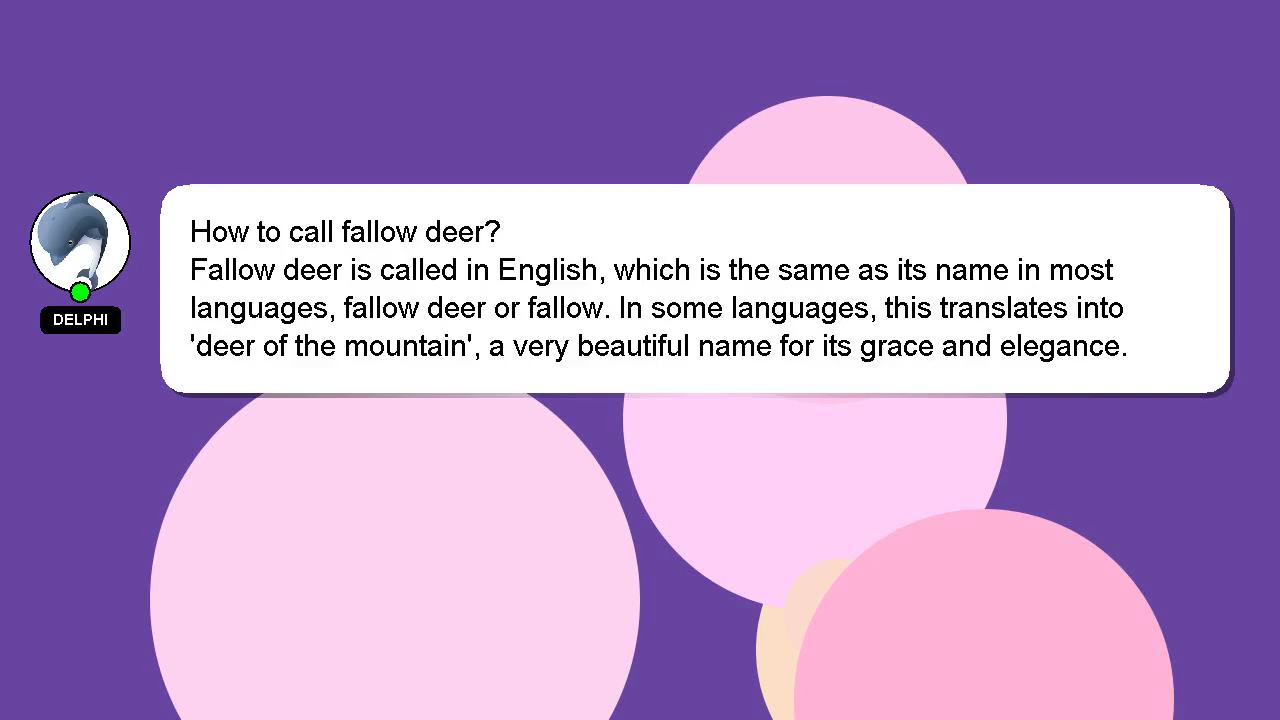 How to call fallow deer?
Fallow deer is called in English, which is the same as its name in most
languages, fallow deer or fallow. In some languages, this translates into
'deer of the mountain', a very beautiful name for its grace and elegance.
DELPHI